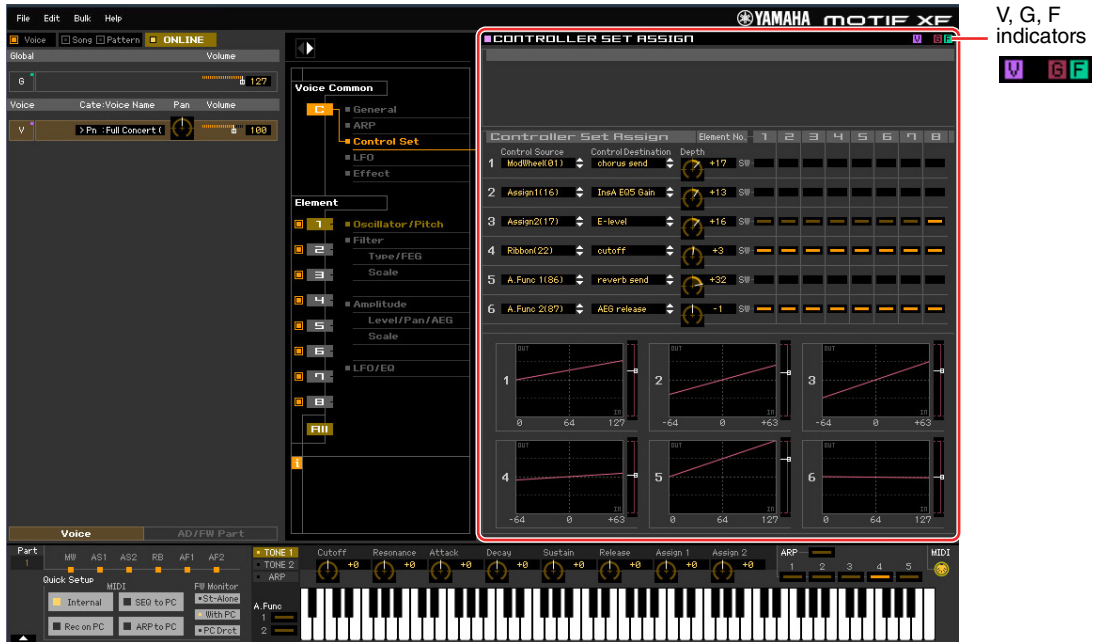 File Edit Bulk Help
YAMAHA MOTIF XF
V, G, F
indicators
V G F
Voice Song Pattern ONLINE
Global Volume
G 127
Voice Cate:Voice Name Pan Volume
V >Pn :Full Concert ( 100
Voice Common
C
General
ARP
Control Set
LFO
Effect
Element
1 Oscillator/Pitch
Filter
2
Type/FEG
3 Scale
4 Amplitude
Level/Pan/AEG
5
Scale
6
LFO/EQ
7
8
All
i
CONTROLLER SET ASSIGN V G F
Controller Set Assign Element No. 1 2 3 4 5 6 7 8
Control Source Control Destination Depth
1 ModWheel(01) chorus send +17 SW
2 Assign1(16) InsA EQ5 Gain +13 SW
3 Assign2(17) E-level +16 SW
4 Ribbon(22) cutoff +3 SW
5 A.Func 1(86) reverb send +32 SW
6 A.Func 2(87) AEG release -1 SW
OUT OUT OUT
1 2 3
IN IN IN
0 64 127 -64 0 +63 -64 0 +63
OUT OUT OUT
4 5 6
IN IN IN
-64 0 +63 0 64 127 0 64 127
Voice AD/FW Part
Part
1
MW AS1 AS2 RB AF1 AF2
Quick Setup
MIDI
FW Monitor
Internal SEQ to PC
Rec on PC ARP to PC
St-Alone
With PC
PC Drct
TONE 1
TONE 2
ARP
Cutoff Resonance Attack Decay Sustain Release Assign 1 Assign 2
+0 +0 +0 +0 +0 +0 +0 +0
ARP
1 2 3 4 5
MIDI
A.Func
1
2